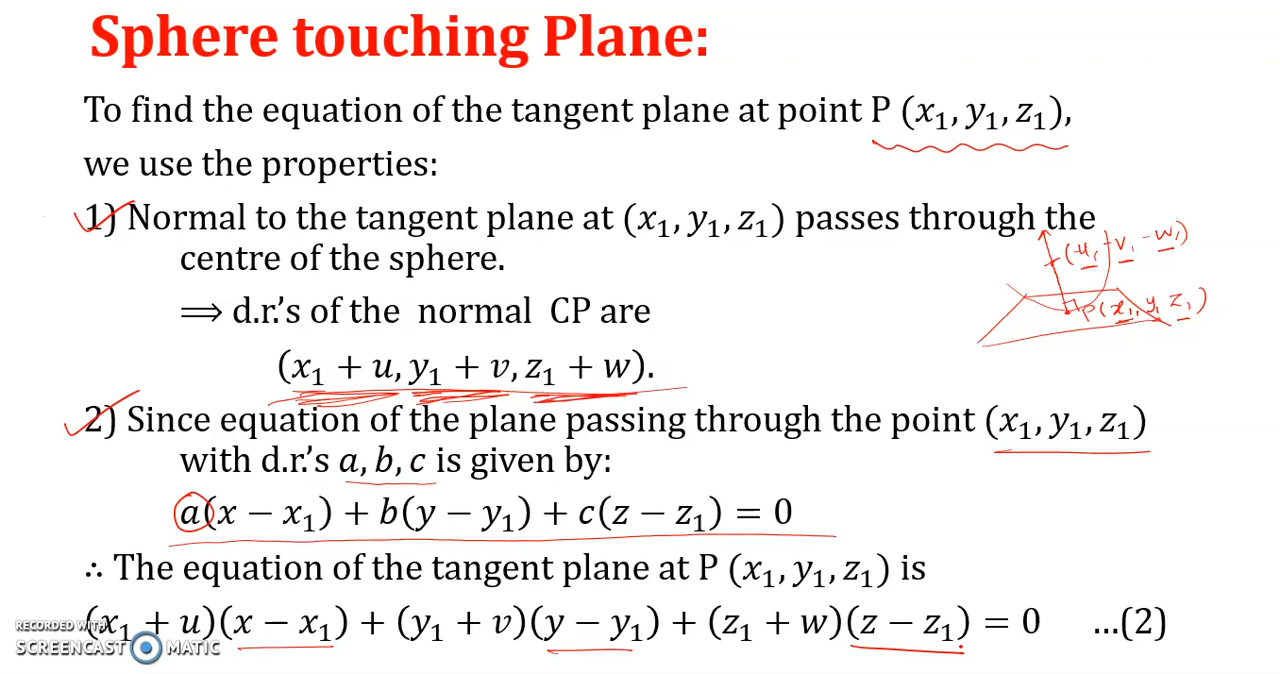 Sphere touching Plane:
To find the equation of the tangent plane at point P (x₁, y₁, z₁),
we use the properties:
1) Normal to the tangent plane at (x₁, y₁, z₁) passes through the
centre of the sphere.
⟹ d.r.'s of the normal CP are
(x₁ + u, y₁ + v, z₁ + w).
2) Since equation of the plane passing through the point (x₁, y₁, z₁)
with d.r.'s a, b, c is given by:
a(x − x₁) + b(y − y₁) + c(z − z₁) = 0
∴ The equation of the tangent plane at P (x₁, y₁, z₁) is
(x₁ + u)(x − x₁) + (y₁ + v)(y − y₁) + (z₁ + w)(z − z₁) = 0 ...(2)
P(x₁, y₁ z₁)
RECORDED WITH
SCREENCAST MATIC